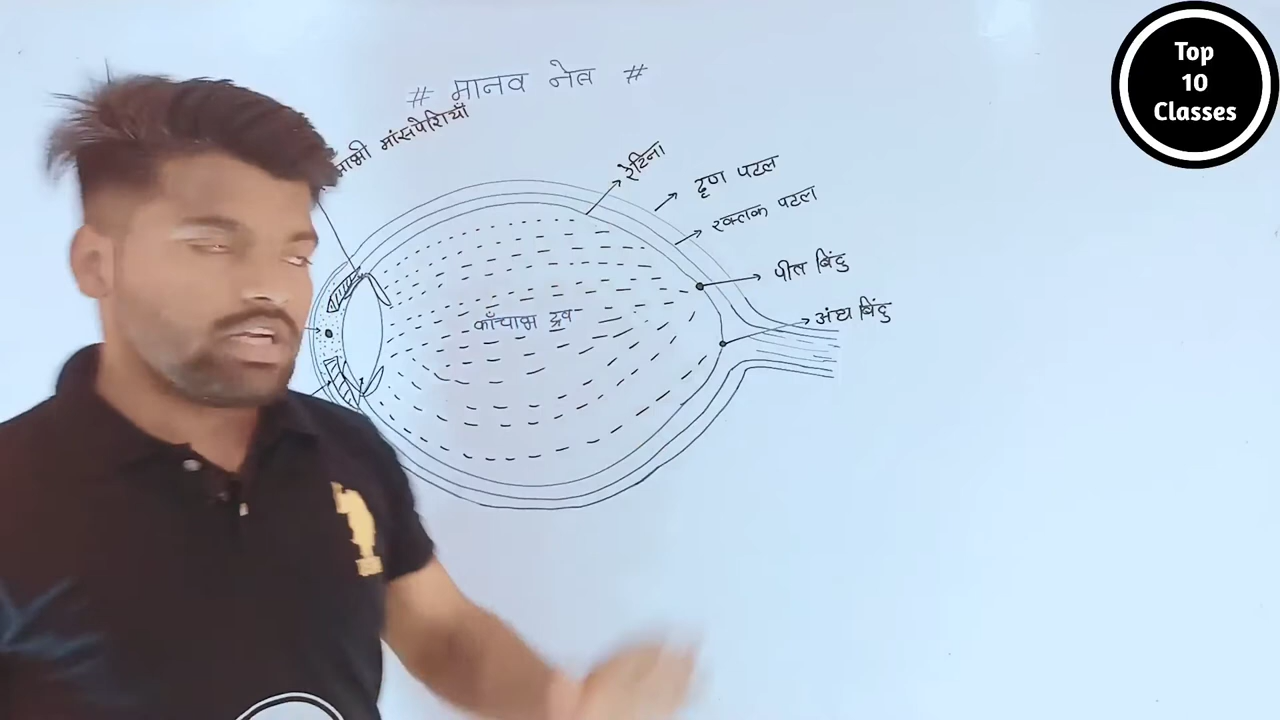 # मानव नेत्र #
मांसपेशियाँ
रेटिना
दृण पटल
रक्तक पटल
पीत बिंदु
अंध बिंदु
काँचाभ द्रव
Top
10
Classes